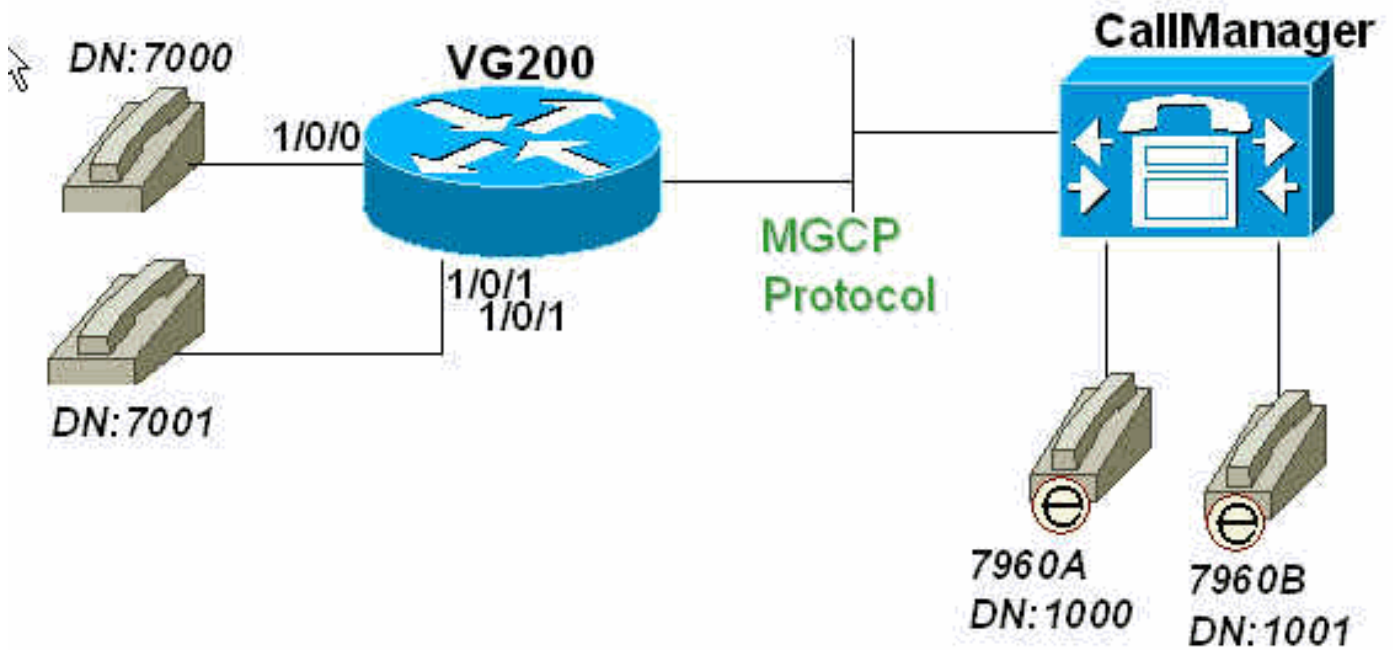 CallManager
DN:7000
VG200
1/0/0
MGCP
Protocol
1/0/1
1/0/1
DN:7001
e
e
7960A
DN:1000
7960B
DN:1001